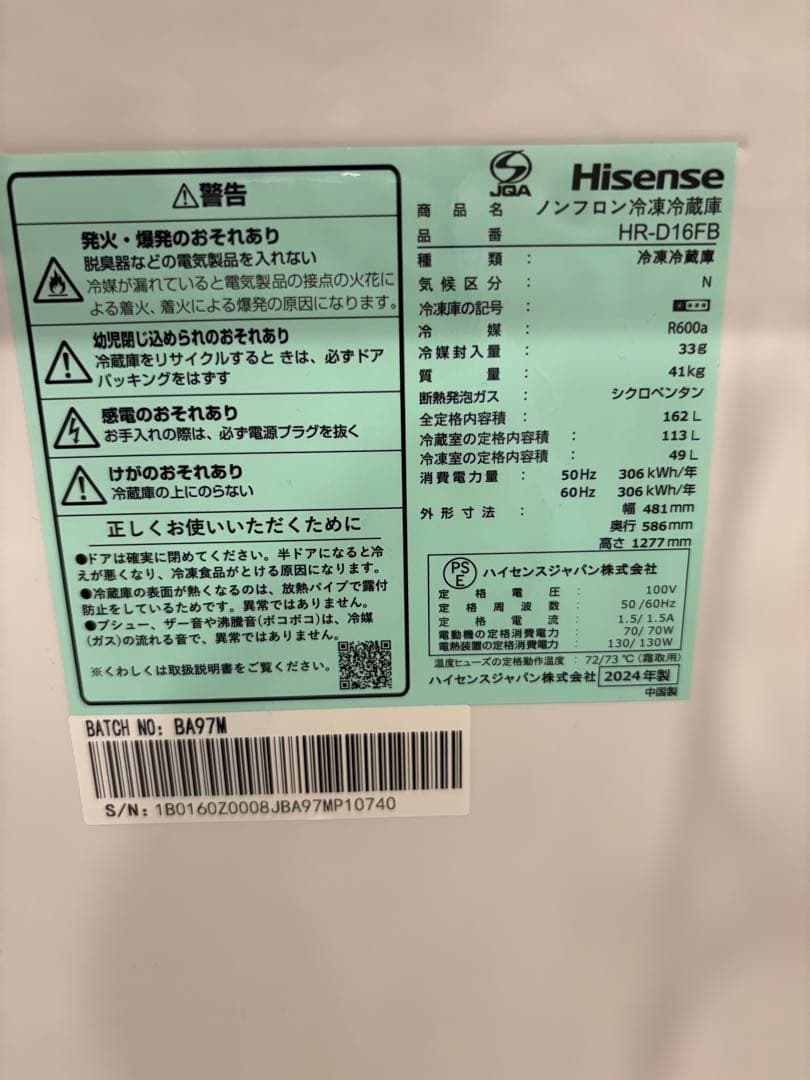 ⚠警告
発火・爆発のおそれあり
脱臭器などの電気製品を入れない
冷媒が漏れていると電気製品の接点の火花に
よる着火、着火による爆発の原因になります。
幼児閉じ込められのおそれあり
冷蔵庫をリサイクルすると きは、必ずドア
パッキングをはずす
感電のおそれあり
お手入れの際は、必ず電源プラグを抜く
けがのおそれあり
冷蔵庫の上にのらない
正しくお使いいただくために
●ドアは確実に閉めてください。半ドアになると冷
えが悪くなり、冷凍食品がとける原因になります。
●冷蔵庫の表面が熱くなるのは、放熱パイプで露付
防止をしているためです。異常ではありません。
●プシュー、ザー音や沸騰音(ボコボコ)は、冷媒
(ガス)の流れる音で、異常ではありません。
※くわしくは取扱説明書をご覧ください。
JQA
Hisense
商品名 ノンフロン冷凍冷蔵庫
品番 HR-D16FB
種類 : 冷凍冷蔵庫
気候区分 : N
冷凍庫の記号 :
冷媒 : R600a
冷媒封入量 : 33g
質量 : 41kg
断熱発泡ガス : シクロペンタン
全定格内容積 : 162 L
冷蔵室の定格内容積 : 113 L
冷凍室の定格内容積 : 49 L
消費電力量 : 50Hz 306 kWh/年
60Hz 306 kWh/年
外形寸法 : 幅 481mm
奥行 586mm
高さ 1277mm
PS
E
ハイセンスジャパン株式会社
定格電圧 : 100V
定格周波数 : 50/60Hz
定格電流 : 1.5/ 1.5A
電動機の定格消費電力 : 70/ 70W
電熱装置の定格消費電力 : 130/ 130W
温度ヒューズの定格動作温度 : 72/73℃(霜取用)
ハイセンスジャパン株式会社 2024年製
中国製
BATCH NO: BA97M
S/N: 1B0160Z0008JBA97MP10740